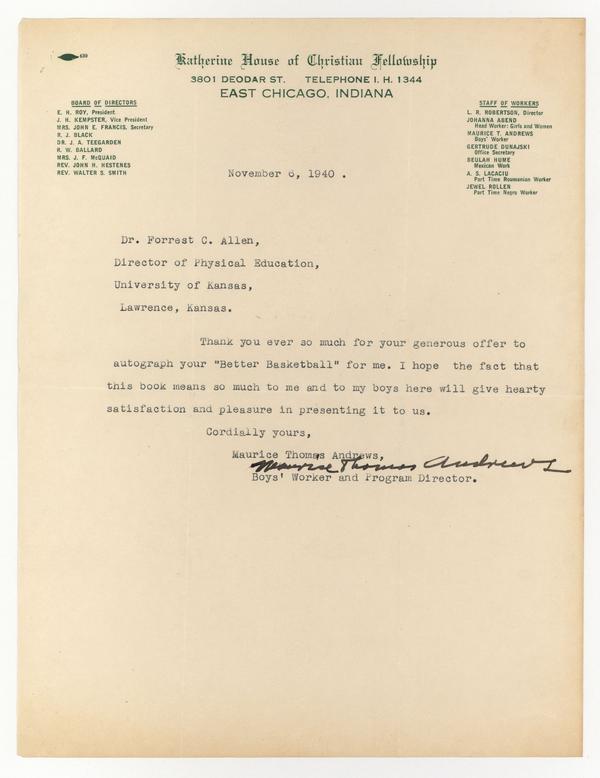 Katherine House of Christian Fellowship
3801 DEODAR ST. TELEPHONE I. H. 1344
EAST CHICAGO, INDIANA
BOARD OF DIRECTORS
E. H. ROY, President
J. H. KEMPSTER, Vice President
MRS. JOHN E. FRANCIS, Secretary
R. J. BLACK
DR. J. A. TEEGARDEN
R. W. BALLARD
MRS. J. F. McQUAID
REV. JOHN H. HESTENES
REV. WALTER S. SMITH
STAFF OF WORKERS
L. R. ROBERTSON, Director
JOHANNA ABEND
Head Worker: Girls and Women
MAURICE T. ANDREWS
Boys' Worker
GERTRUDE DUNAJSKI
Office Secretary
BEULAH HUME
Mexican Work
A. S. LACACIU
Part Time Roumanian Worker
JEWEL ROLLEN
Part Time Negro Worker
November 6, 1940 .
Dr. Forrest C. Allen,
Director of Physical Education,
University of Kansas,
Lawrence, Kansas.
Thank you ever so much for your generous offer to
autograph your "Better Basketball" for me. I hope the fact that
this book means so much to me and to my boys here will give hearty
satisfaction and pleasure in presenting it to us.
Cordially yours,
Maurice Thomas Andrews,
Maurice Thomas Andrews
Boys' Worker and Program Director.